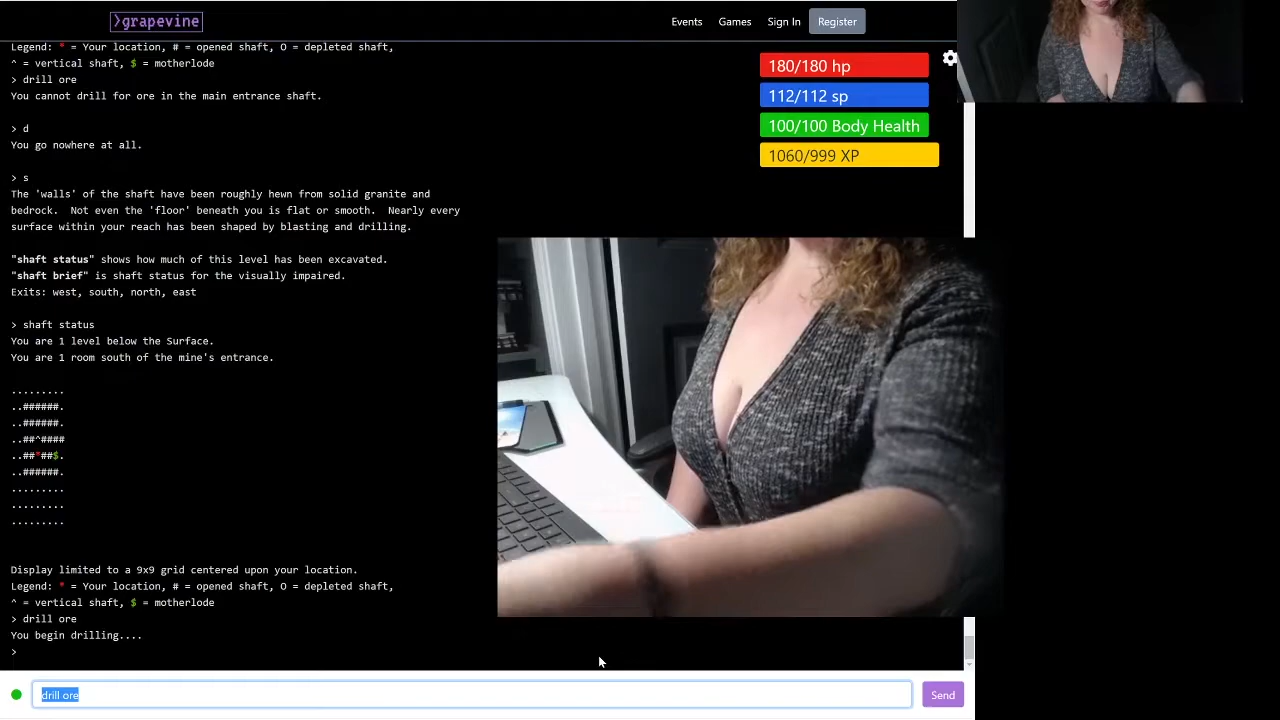 >grapevine
Events Games Sign In Register
Legend: * = Your location, # = opened shaft, O = depleted shaft,
^ = vertical shaft, $ = motherlode
> drill ore
You cannot drill for ore in the main entrance shaft.
> d
You go nowhere at all.
> s
The 'walls' of the shaft have been roughly hewn from solid granite and
bedrock.  Not even the 'floor' beneath you is flat or smooth.  Nearly every
surface within your reach has been shaped by blasting and drilling.
"shaft status" shows how much of this level has been excavated.
"shaft brief" is shaft status for the visually impaired.
Exits: west, south, north, east
> shaft status
You are 1 level below the Surface.
You are 1 room south of the mine's entrance.
.........
..######.
..######.
..##^####
..##*##$.
..######.
.........
.........
.........
Display limited to a 9x9 grid centered upon your location.
Legend: * = Your location, # = opened shaft, O = depleted shaft,
^ = vertical shaft, $ = motherlode
> drill ore
You begin drilling....
>
180/180 hp
112/112 sp
100/100 Body Health
1060/999 XP
drill ore
Send